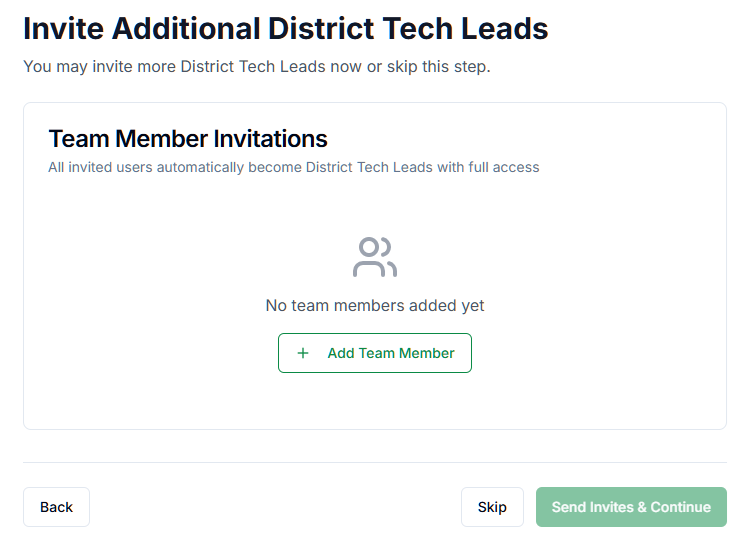 Invite Additional District Tech Leads
You may invite more District Tech Leads now or skip this step.
Team Member Invitations
All invited users automatically become District Tech Leads with full access
No team members added yet
+ Add Team Member
Back
Skip
Send Invites & Continue